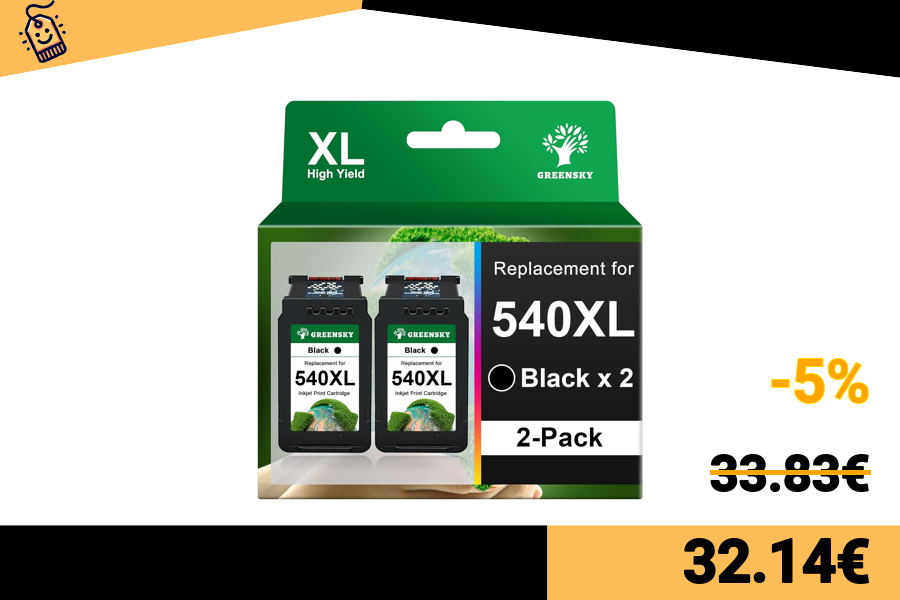 XL
High Yield
GREENSKY
Replacement for
540XL
Black x 2
2-Pack
GREENSKY
Black
Replacement for
540XL
Inkjet Print Cartridge
GREENSKY
Black
Replacement for
540XL
Inkjet Print Cartridge
-5%
33.83€
32.14€